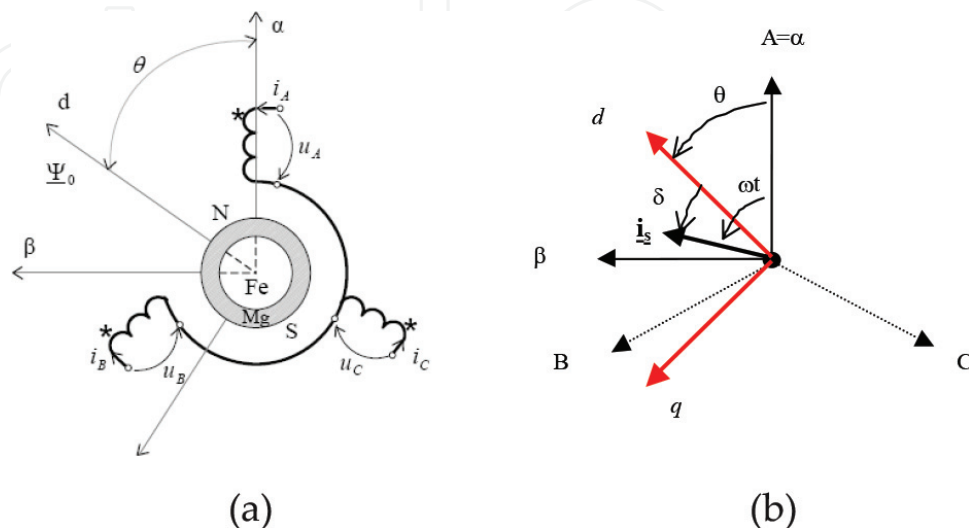 α
θ
d
i_A
*
u_A
Ψ_0
N
β
Fe
Mg
S
*
i_B
u_B
u_C
*
i_C
(a)
A=α
θ
d
δ
ωt
i_s
β
B
C
q
(b)